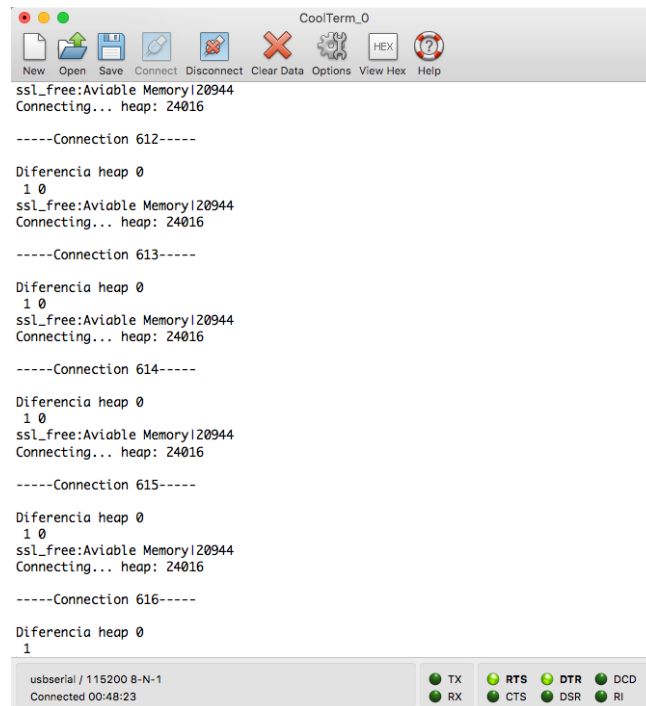 CoolTerm_0
HEX
New Open Save Connect Disconnect Clear Data Options View Hex Help
ssl_free:Aviable Memory|20944
Connecting... heap: 24016
-----Connection 612-----
Diferencia heap 0
1 0
ssl_free:Aviable Memory|20944
Connecting... heap: 24016
-----Connection 613-----
Diferencia heap 0
1 0
ssl_free:Aviable Memory|20944
Connecting... heap: 24016
-----Connection 614-----
Diferencia heap 0
1 0
ssl_free:Aviable Memory|20944
Connecting... heap: 24016
-----Connection 615-----
Diferencia heap 0
1 0
ssl_free:Aviable Memory|20944
Connecting... heap: 24016
-----Connection 616-----
Diferencia heap 0
1
usbserial / 115200 8-N-1
Connected 00:48:23
TX RTS DTR DCD
RX CTS DSR RI